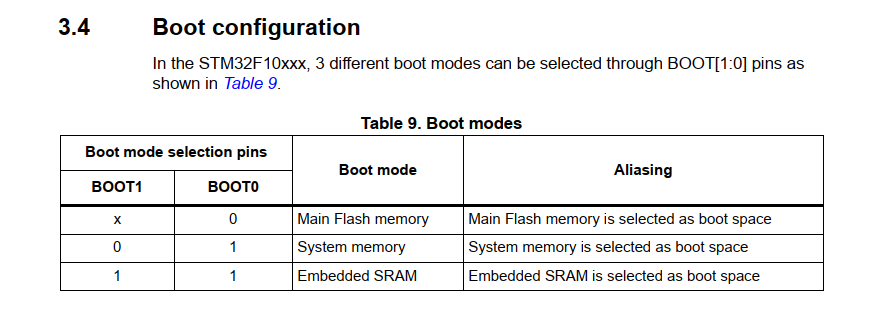 3.4 Boot configuration
In the STM32F10xxx, 3 different boot modes can be selected through BOOT[1:0] pins as
shown in Table 9.
Table 9. Boot modes
Boot mode selection pins Boot mode Aliasing
BOOT1 BOOT0
x 0 Main Flash memory Main Flash memory is selected as boot space
0 1 System memory System memory is selected as boot space
1 1 Embedded SRAM Embedded SRAM is selected as boot space